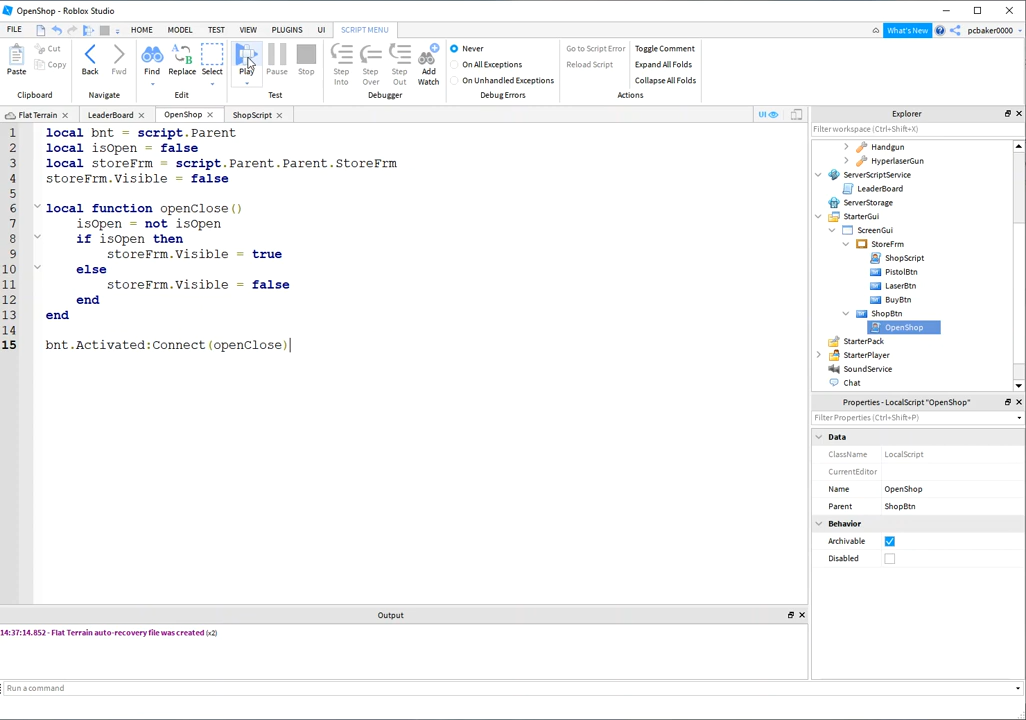 OpenShop - Roblox Studio
FILE HOME MODEL TEST VIEW PLUGINS UI SCRIPT MENU What's New pcbaker0000
Paste Cut Copy Back Fwd Find Replace Select Play Pause Stop Step Into Step Over Step Out Add Watch
Never
On All Exceptions
On Unhandled Exceptions
Go to Script Error
Reload Script
Toggle Comment
Expand All Folds
Collapse All Folds
Clipboard Navigate Edit Test Debugger Debug Errors Actions
Flat Terrain LeaderBoard OpenShop ShopScript UI
1 local bnt = script.Parent
2 local isOpen = false
3 local storeFrm = script.Parent.Parent.StoreFrm
4 storeFrm.Visible = false
5
6 local function openClose()
7 isOpen = not isOpen
8 if isOpen then
9 storeFrm.Visible = true
10 else
11 storeFrm.Visible = false
12 end
13 end
14
15 bnt.Activated:Connect(openClose)
Explorer
Filter workspace (Ctrl+Shift+X)
Handgun
HyperlaserGun
ServerScriptService
LeaderBoard
ServerStorage
StarterGui
ScreenGui
StoreFrm
ShopScript
PistolBtn
LaserBtn
BuyBtn
ShopBtn
OpenShop
StarterPack
StarterPlayer
SoundService
Chat
Properties - LocalScript "OpenShop"
Filter Properties (Ctrl+Shift+P)
Data
ClassName LocalScript
CurrentEditor
Name OpenShop
Parent ShopBtn
Behavior
Archivable
Disabled
Output
14:37:14.852 - Flat Terrain auto-recovery file was created (x2)
Run a command